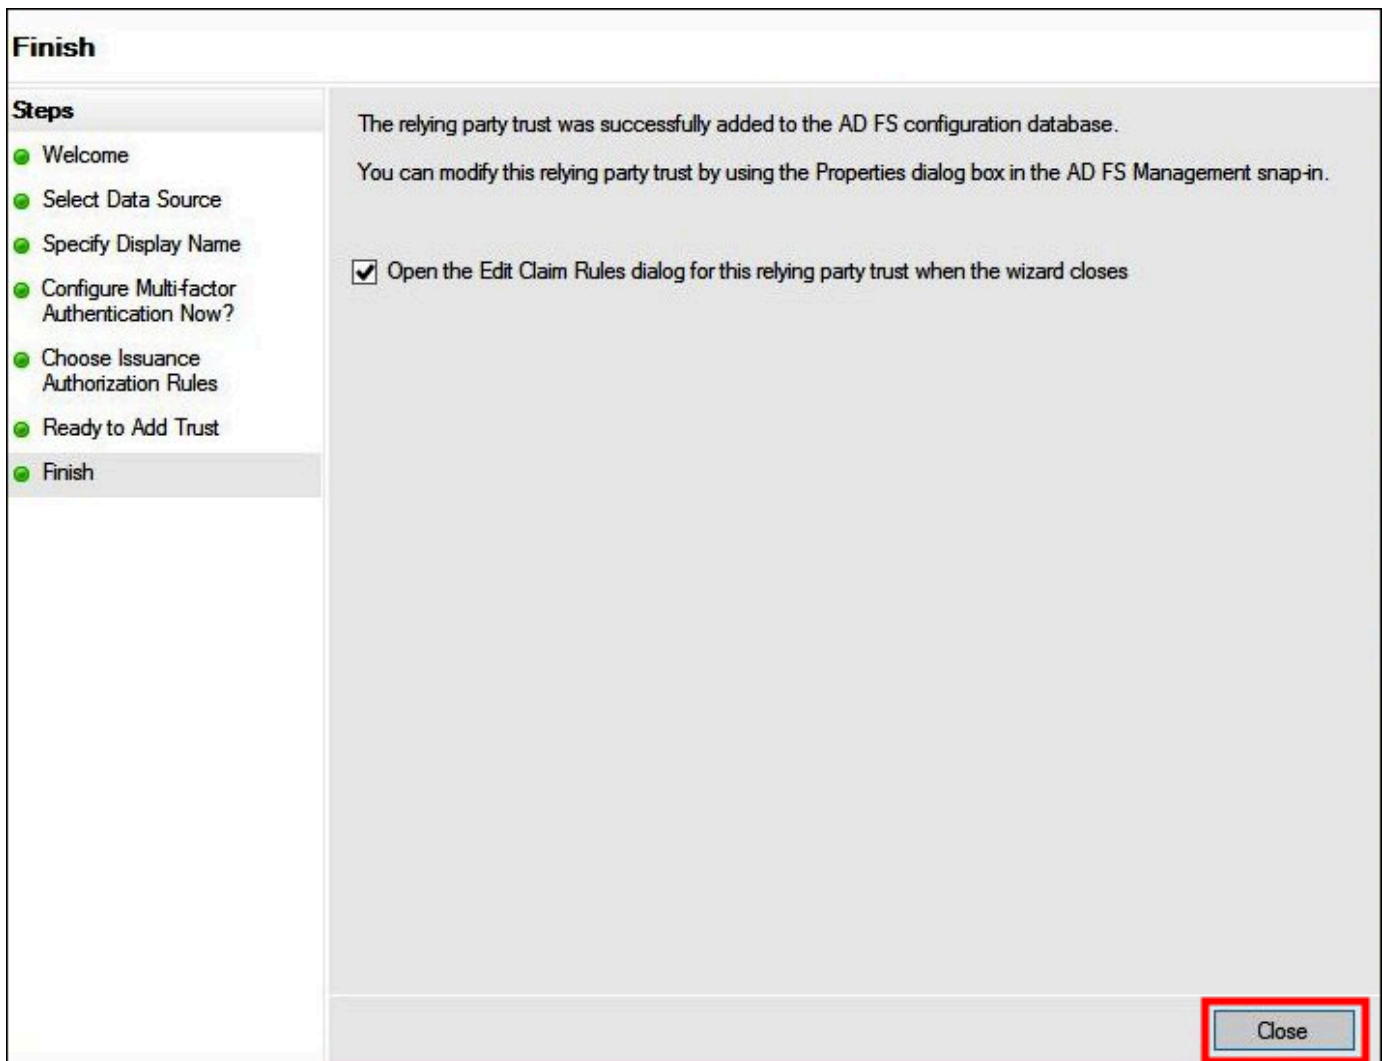 Finish
Steps
Welcome
Select Data Source
Specify Display Name
Configure Multi-factor
Authentication Now?
Choose Issuance
Authorization Rules
Ready to Add Trust
Finish
The relying party trust was successfully added to the AD FS configuration database.
You can modify this relying party trust by using the Properties dialog box in the AD FS Management snap-in.
Open the Edit Claim Rules dialog for this relying party trust when the wizard closes
Close